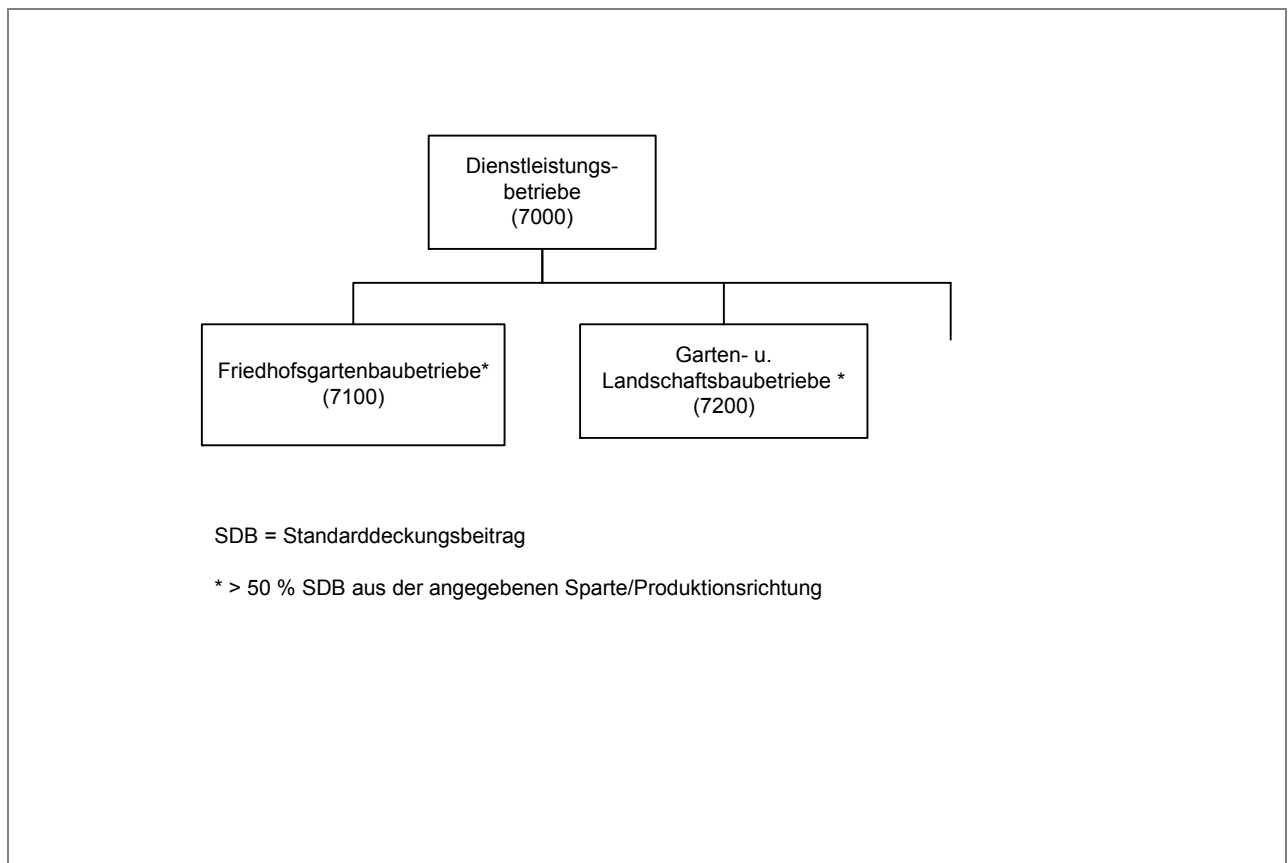 Dienstleistungs-
betriebe
(7000)
Friedhofsgartenbaubetriebe*
(7100)
Garten- u.
Landschaftsbaubetriebe *
(7200)
SDB = Standarddeckungsbeitrag
* > 50 % SDB aus der angegebenen Sparte/Produktionsrichtung